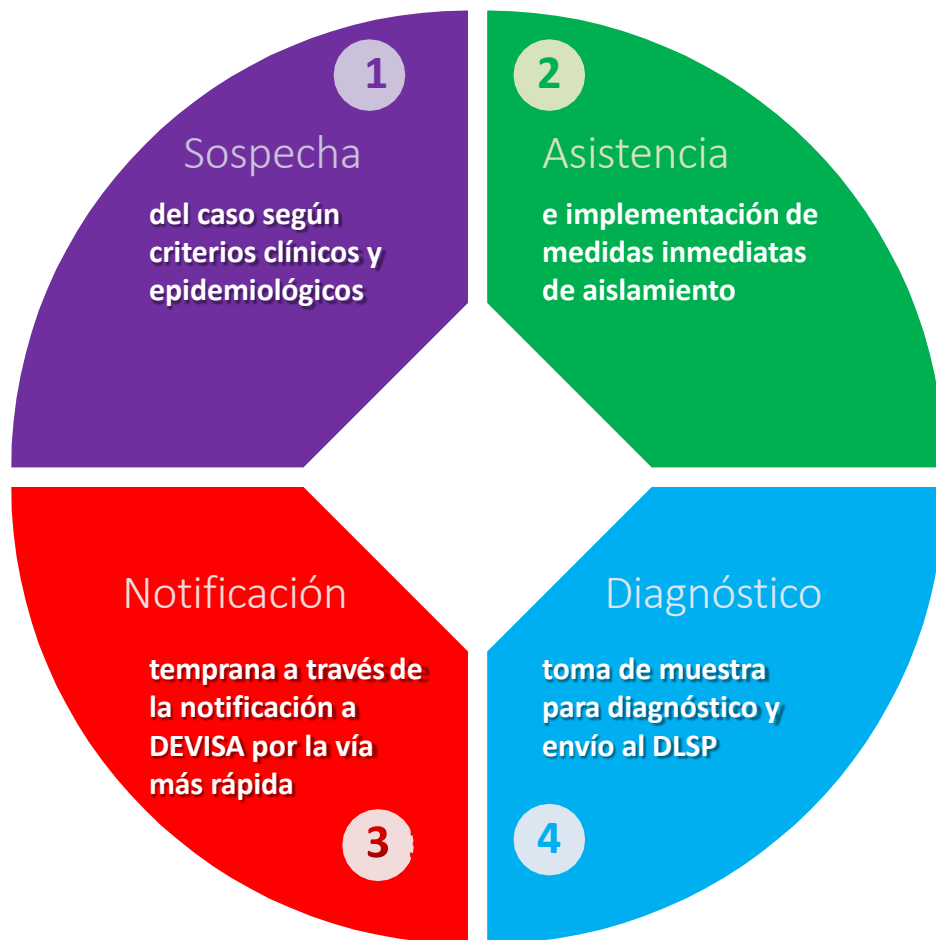 1
Sospecha
del caso según
criterios clínicos y
epidemiológicos
2
Asistencia
e implementación de
medidas inmediatas
de aislamiento
Notificación
temprana a través de
la notificación a
DEVISA por la vía
más rápida
3
Diagnóstico
toma de muestra
para diagnóstico y
envío al DLSP
4